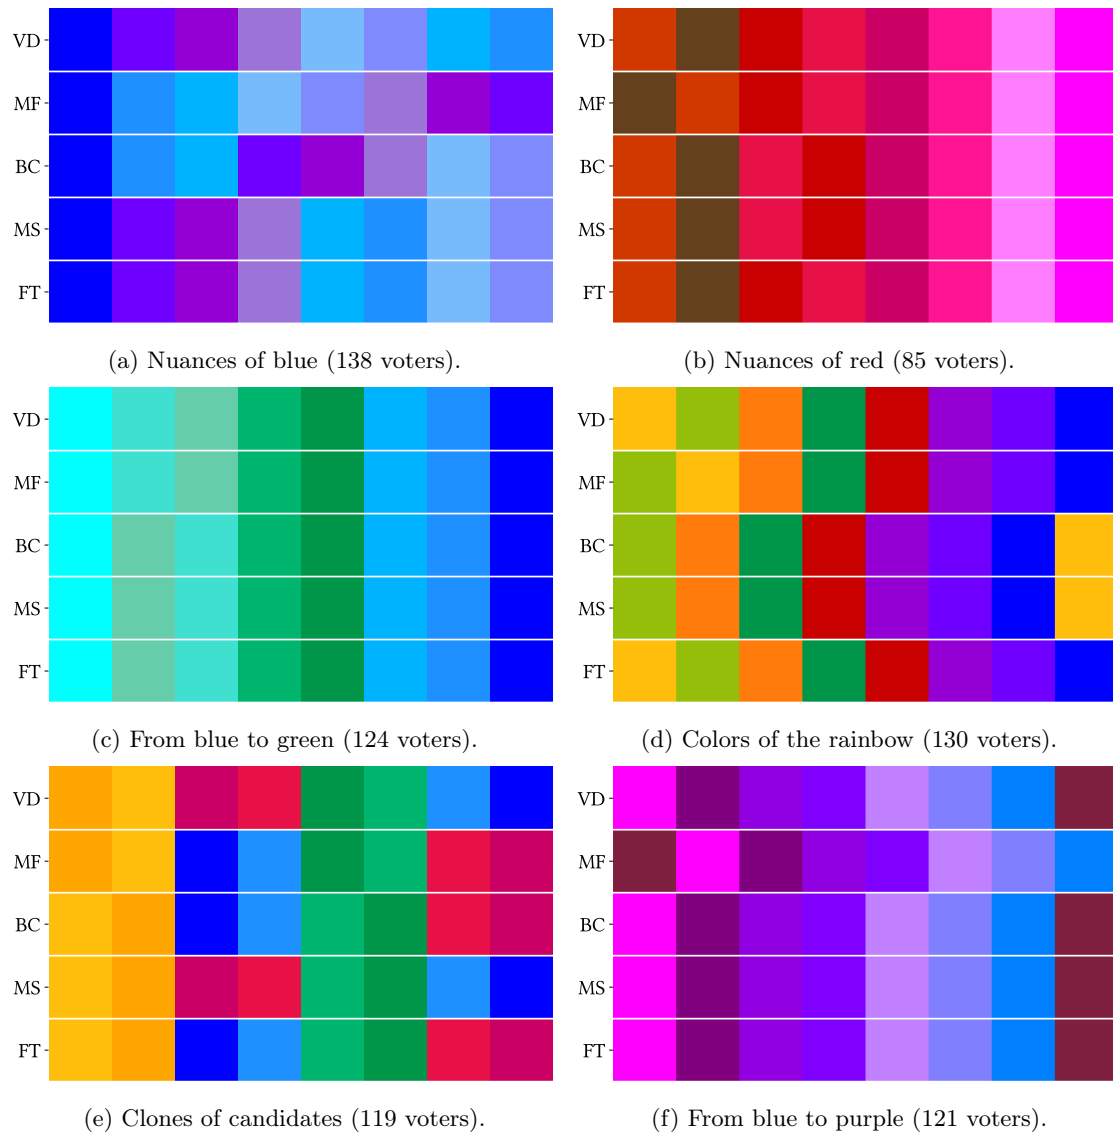 VD
MF
BC
MS
FT
(a) Nuances of blue (138 voters).
VD
MF
BC
MS
FT
(b) Nuances of red (85 voters).
VD
MF
BC
MS
FT
(c) From blue to green (124 voters).
VD
MF
BC
MS
FT
(d) Colors of the rainbow (130 voters).
VD
MF
BC
MS
FT
(e) Clones of candidates (119 voters).
VD
MF
BC
MS
FT
(f) From blue to purple (121 voters).